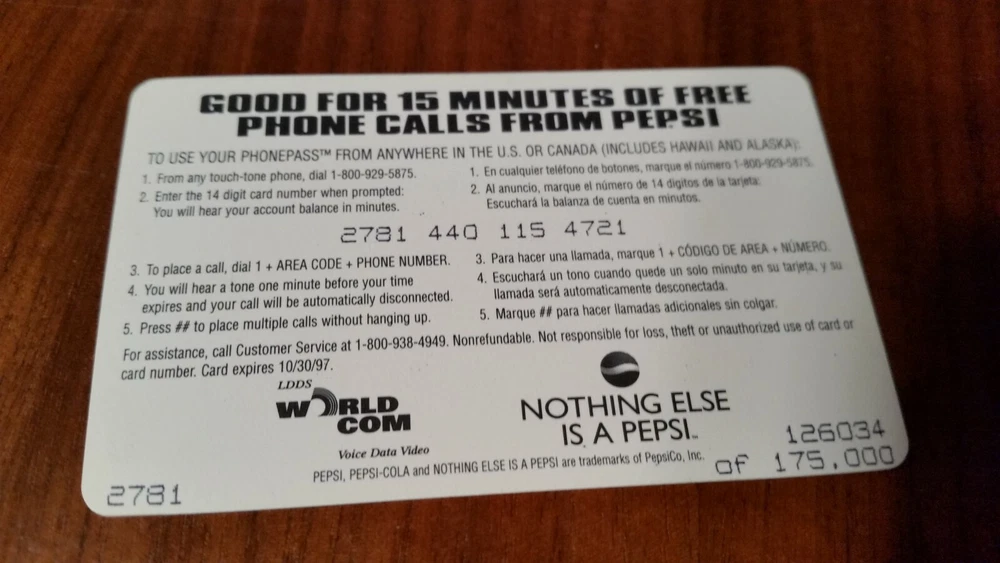 GOOD FOR 15 MINUTES OF FREE
PHONE CALLS FROM PEPSI
TO USE YOUR PHONEPASS™ FROM ANYWHERE IN THE U.S. OR CANADA (INCLUDES HAWAII AND ALASKA):
1. From any touch-tone phone, dial 1-800-929-5875.
2. Enter the 14 digit card number when prompted:
You will hear your account balance in minutes.
1. En cualquier teléfono de botones, marque el número 1-800-929-5875.
2. Al anuncio, marque el número de 14 digitos de la tarjeta:
Escuchará la balanza de cuenta en minutos.
2781 440 115 4721
3. To place a call, dial 1 + AREA CODE + PHONE NUMBER.
4. You will hear a tone one minute before your time
expires and your call will be automatically disconnected.
5. Press ## to place multiple calls without hanging up.
3. Para hacer una llamada, marque 1 + CÓDIGO DE AREA + NÚMERO.
4. Escuchará un tono cuando quede un solo minuto en su tarjeta, y su
llamada será automaticamente desconectada.
5. Marque ## para hacer llamadas adicionales sin colgar.
For assistance, call Customer Service at 1-800-938-4949. Nonrefundable. Not responsible for loss, theft or unauthorized use of card or
card number. Card expires 10/30/97.
LDDS
WORLD
COM
Voice Data Video
NOTHING ELSE
IS A PEPSI™
PEPSI, PEPSI-COLA and NOTHING ELSE IS A PEPSI are trademarks of PepsiCo, Inc.
126034
of 175,000
2781